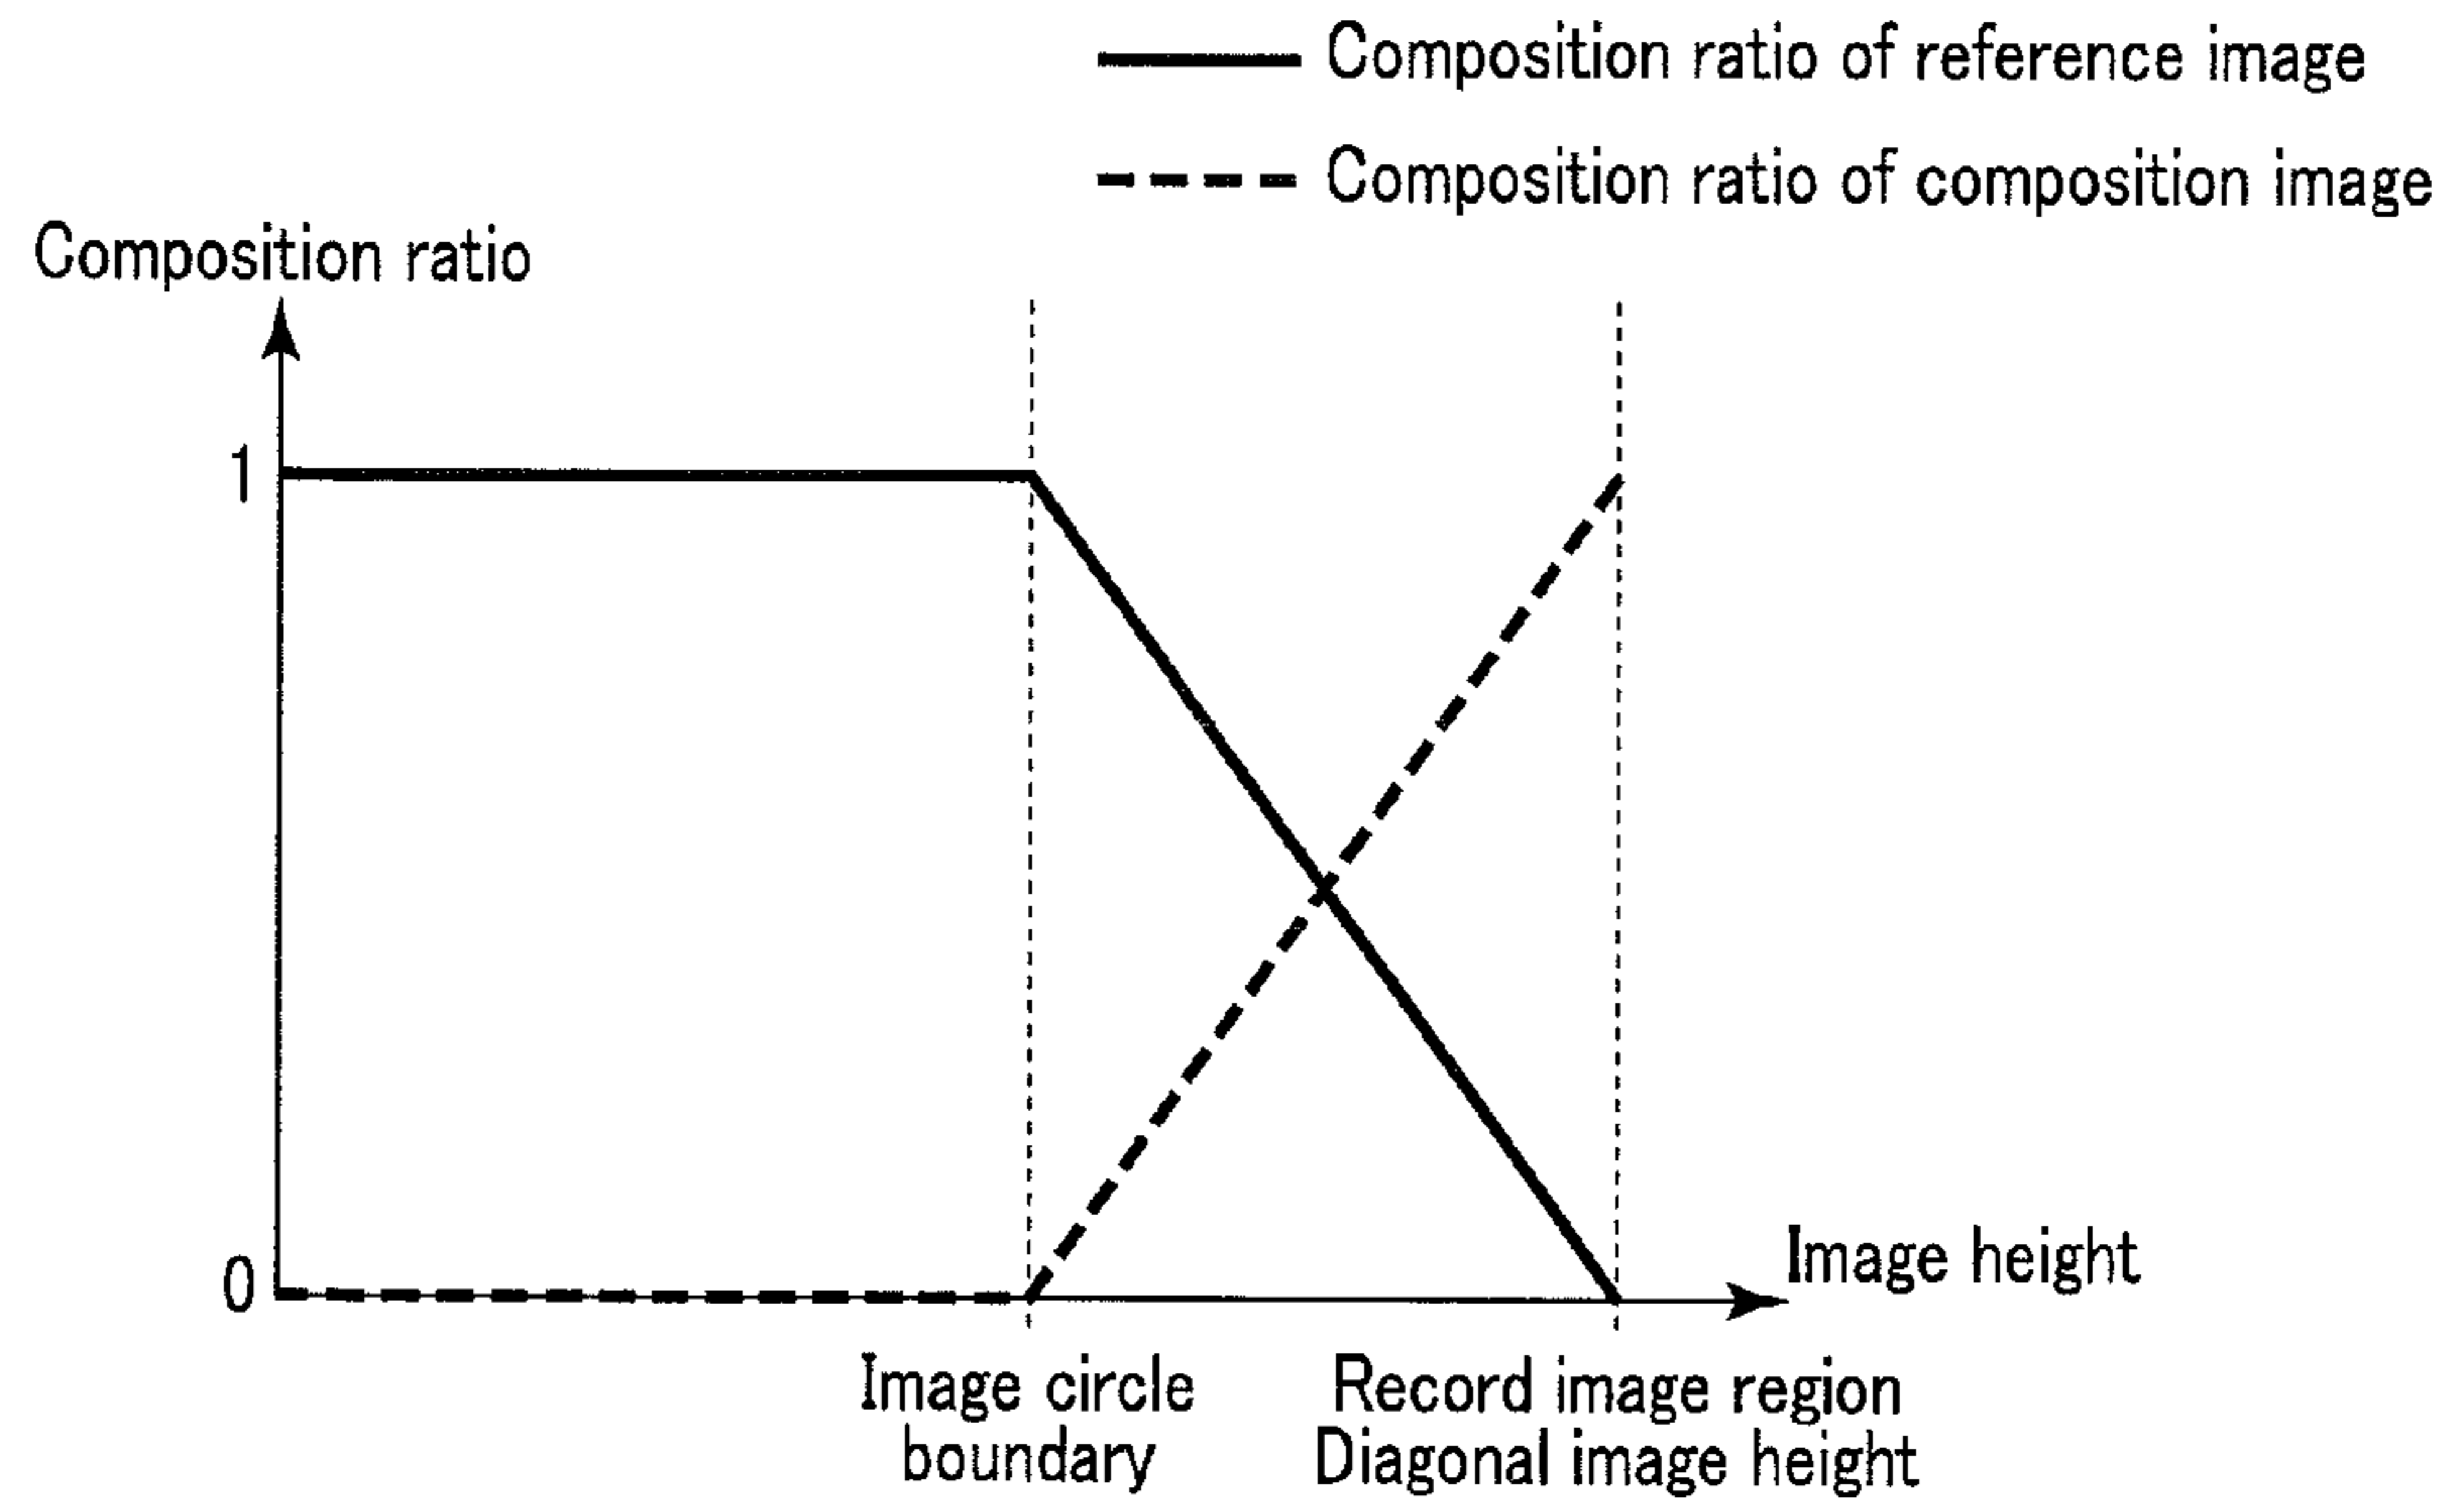 Composition ratio of reference image
Composition ratio of composition image
Composition ratio
1
0
Image height
Image circle
boundary
Record image region
Diagonal image height